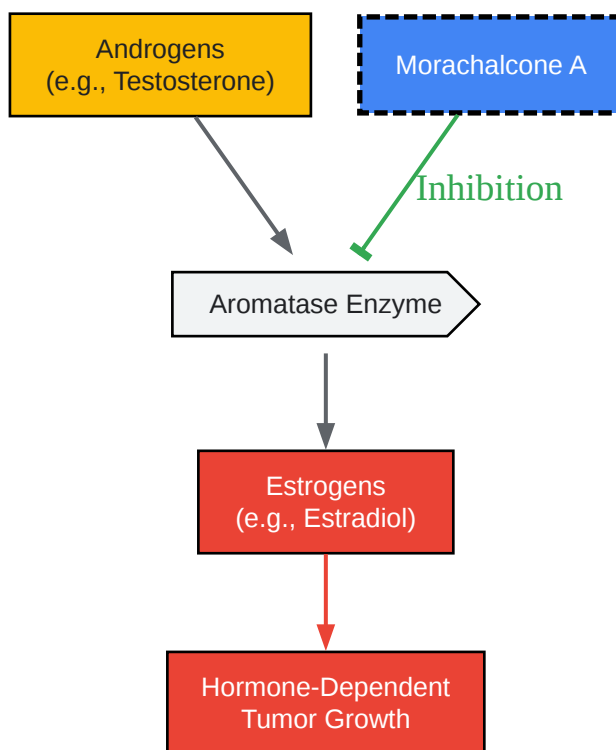 Androgens
(e.g., Testosterone)
Morachalcone A
Inhibition
Aromatase Enzyme
Estrogens
(e.g., Estradiol)
Hormone-Dependent
Tumor Growth